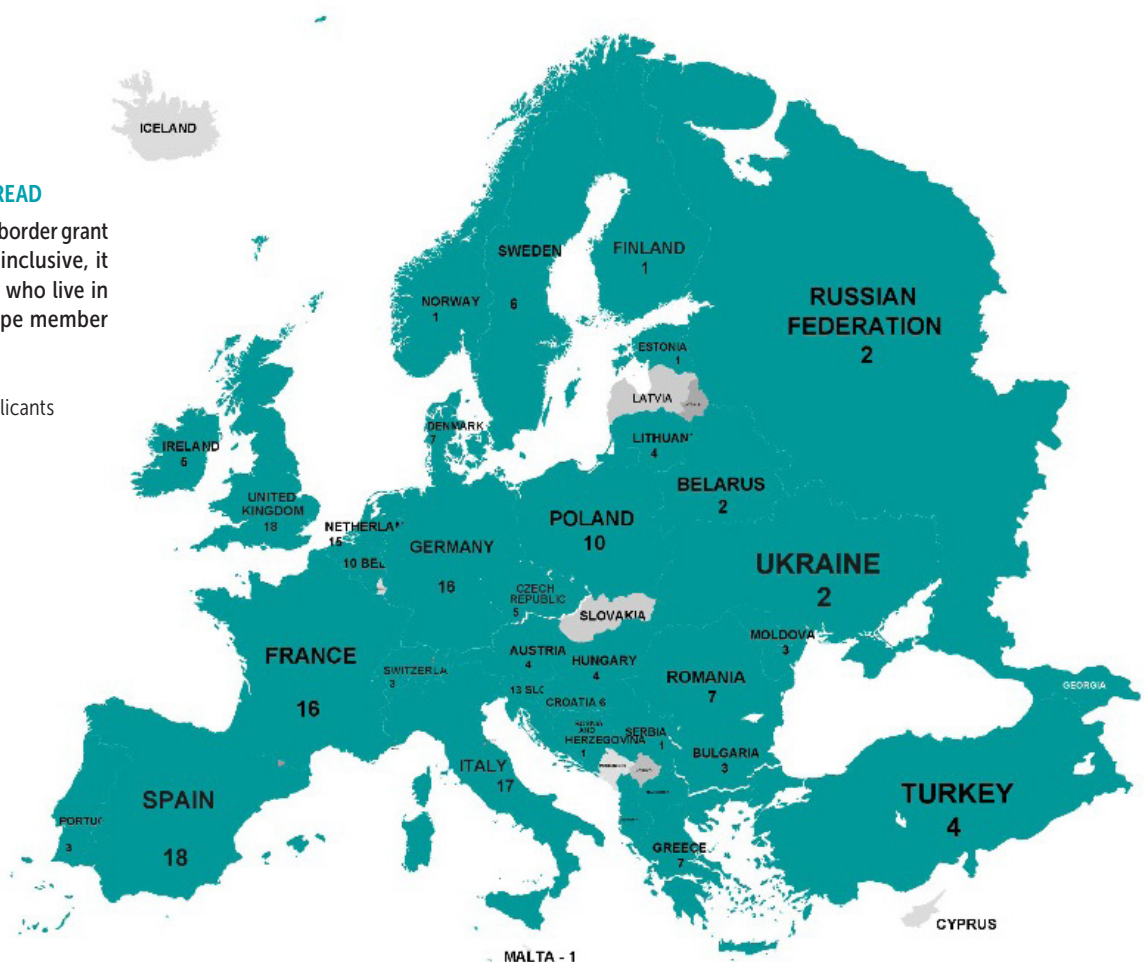 ICELAND
READ
border grant
inclusive, it
who live in
pe member
licants
SWEDEN
6
FINLAND
1
NORWAY
1
RUSSIAN
FEDERATION
2
ESTONIA
1
LATVIA
DENMARK
7
LITHUAN
4
IRELAND
BELARUS
2
UNITED
KINGDOM
18
NETHERLAN
15
POLAND
10
GERMANY
16
10 BEL
UKRAINE
2
CZECH
REPUBLIC
5
SLOVAKIA
MOLDOVA
3
FRANCE
16
AUSTRIA
4
HUNGARY
4
SWITZERLA
3
ROMANIA
7
13 SLO
CROATIA 6
BOSNIA
AND
HERZEGOVINA
1
SERBIA
1
BULGARIA
3
GEORGIA
ITALY
17
SPAIN
18
PORTUG
3
TURKEY
4
GREECE
7
CYPRUS
MALTA - 1